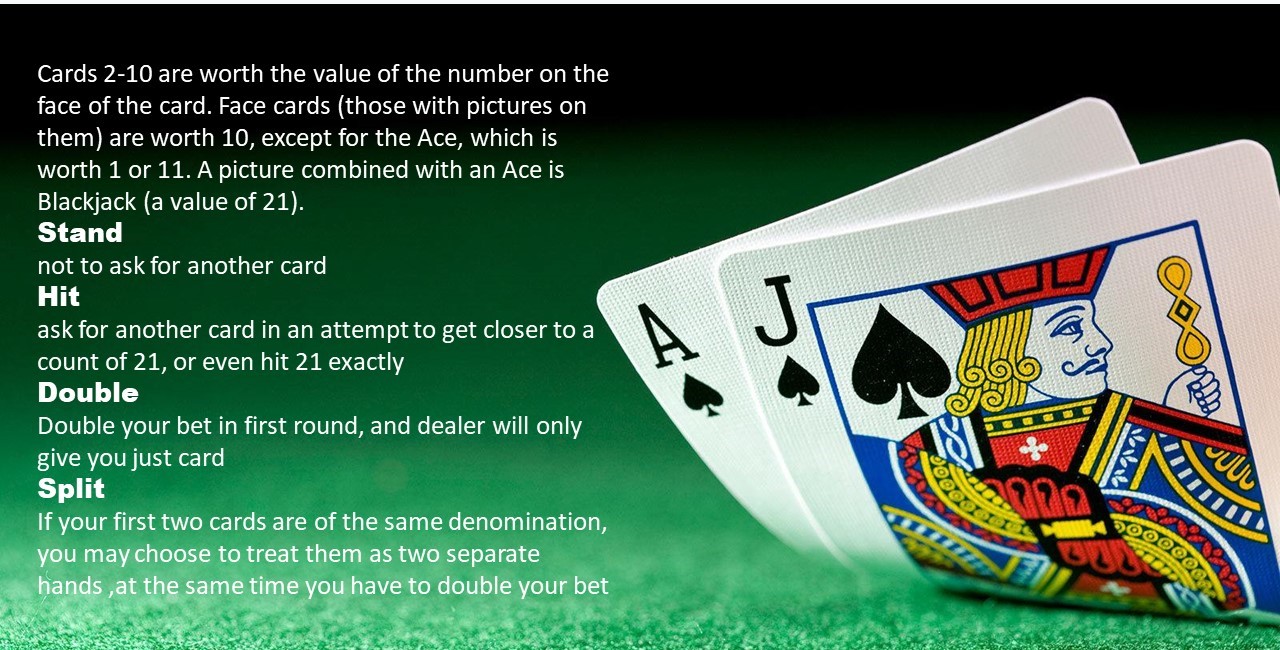 Cards 2-10 are worth the value of the number on the
face of the card. Face cards (those with pictures on
them) are worth 10, except for the Ace, which is
worth 1 or 11. A picture combined with an Ace is
Blackjack (a value of 21).
Stand
not to ask for another card
Hit
ask for another card in an attempt to get closer to a
count of 21, or even hit 21 exactly
Double
Double your bet in first round, and dealer will only
give you just card
Split
If your first two cards are of the same denomination,
you may choose to treat them as two separate
hands ,at the same time you have to double your bet
A
J